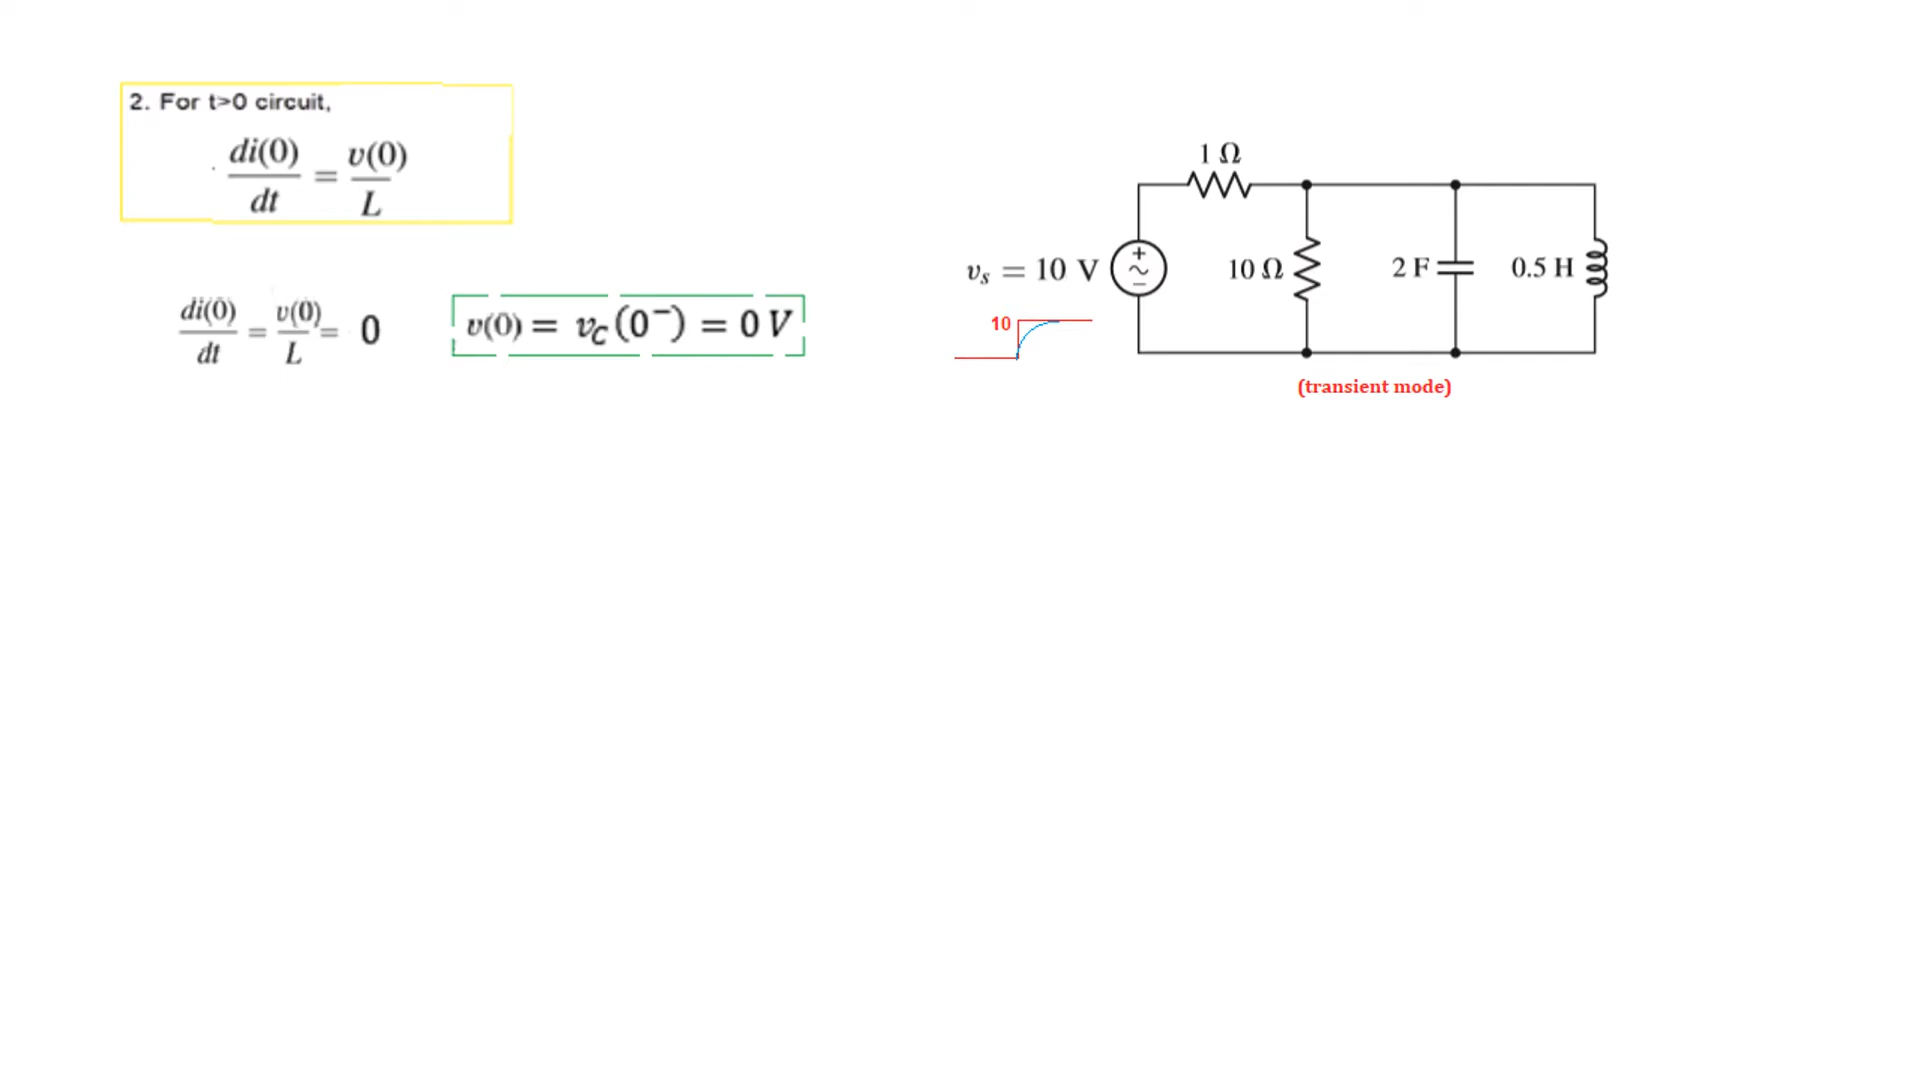 2. For t>0 circuit,
di(0)/dt = v(0)/L
di(0)/dt = v(0)/L = 0
v(0) = v_C(0⁻) = 0 V
1 Ω
v_s = 10 V
+
~
−
10 Ω
2 F
0.5 H
10
(transient mode)